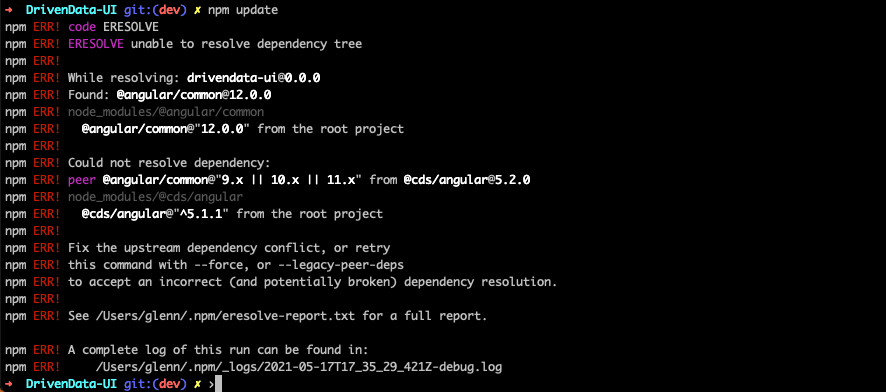 ➜  DrivenData-UI git:(dev) ✗ npm update
npm ERR! code ERESOLVE
npm ERR! ERESOLVE unable to resolve dependency tree
npm ERR!
npm ERR! While resolving: drivendata-ui@0.0.0
npm ERR! Found: @angular/common@12.0.0
npm ERR! node_modules/@angular/common
npm ERR!   @angular/common@"12.0.0" from the root project
npm ERR!
npm ERR! Could not resolve dependency:
npm ERR! peer @angular/common@"9.x || 10.x || 11.x" from @cds/angular@5.2.0
npm ERR! node_modules/@cds/angular
npm ERR!   @cds/angular@"^5.1.1" from the root project
npm ERR!
npm ERR! Fix the upstream dependency conflict, or retry
npm ERR! this command with --force, or --legacy-peer-deps
npm ERR! to accept an incorrect (and potentially broken) dependency resolution.
npm ERR!
npm ERR! See /Users/glenn/.npm/eresolve-report.txt for a full report.

npm ERR! A complete log of this run can be found in:
npm ERR!     /Users/glenn/.npm/_logs/2021-05-17T17_35_29_421Z-debug.log
➜  DrivenData-UI git:(dev) ✗ ›